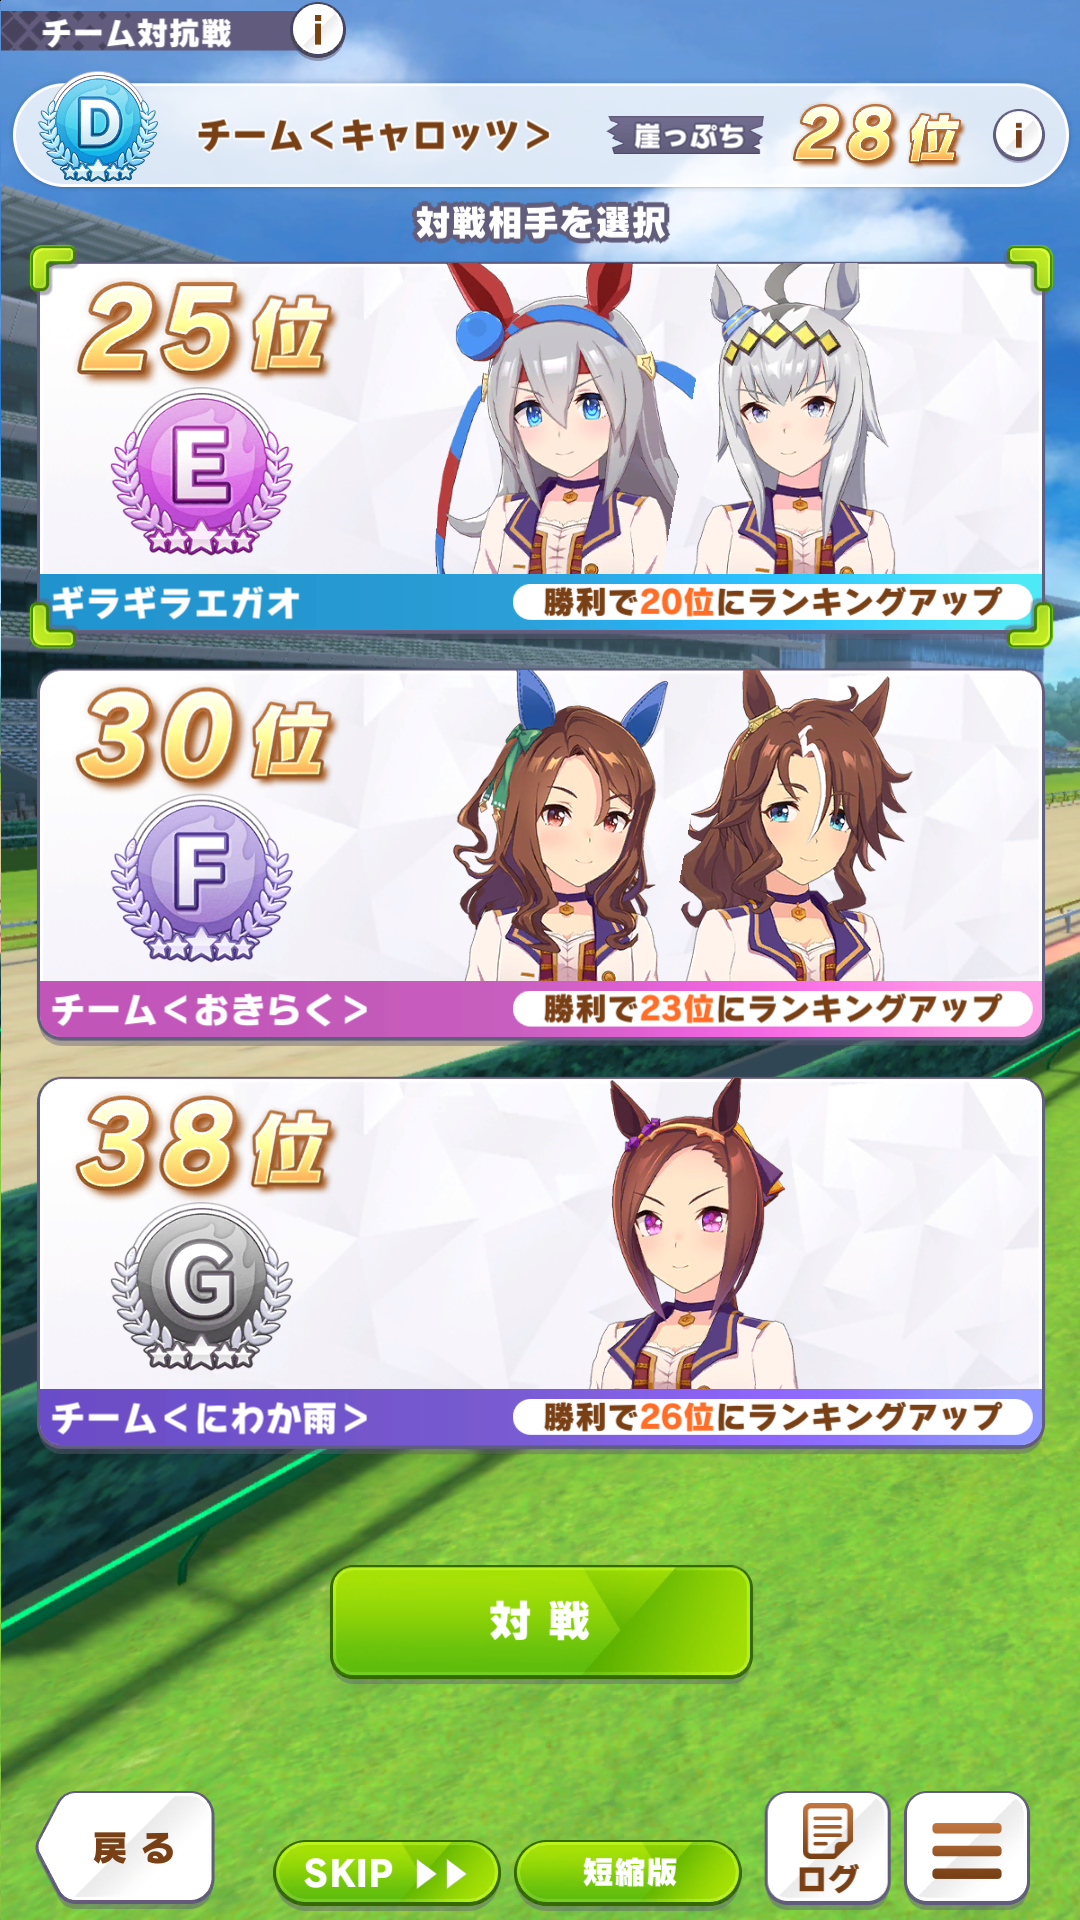 チーム対抗戦
i
D
チーム＜キャロッツ＞
崖っぷち
28位
i
対戦相手を選択
25位
E
ギラギラエガオ
勝利で20位にランキングアップ
30位
F
チーム＜おきらく＞
勝利で23位にランキングアップ
38位
G
チーム＜にわか雨＞
勝利で26位にランキングアップ
対戦
戻る
SKIP
短縮版
ログ